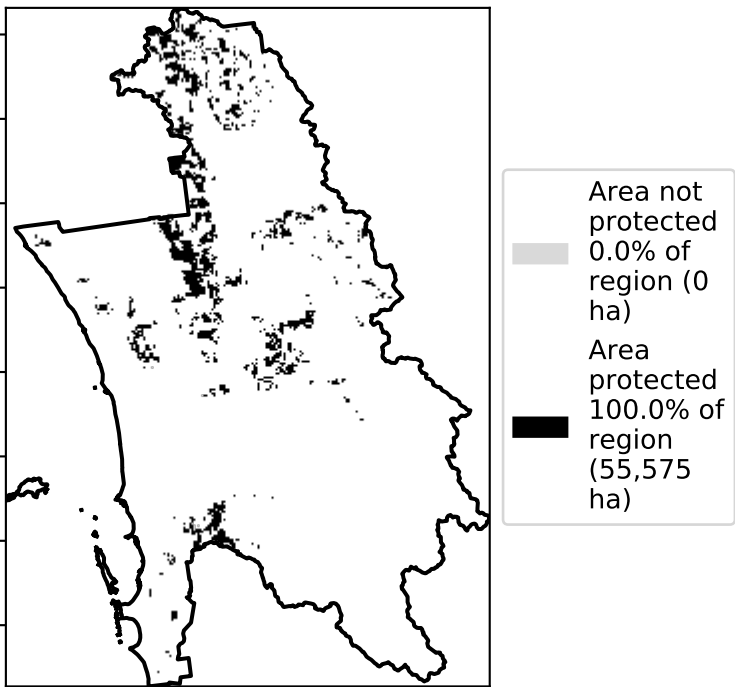 Area not
protected
0.0% of
region (0
ha)
Area
protected
100.0% of
region
(55,575
ha)